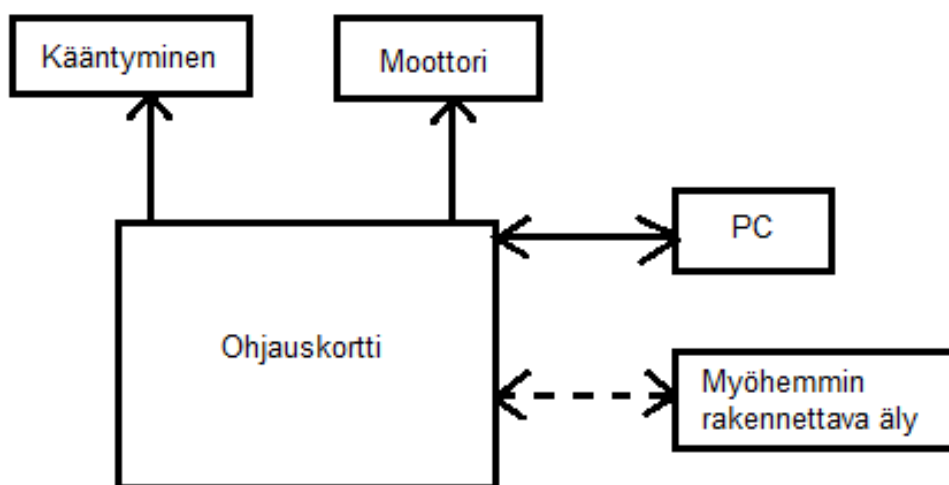 Kääntyminen
Moottori
PC
Ohjauskortti
Myöhemmin
rakennettava äly